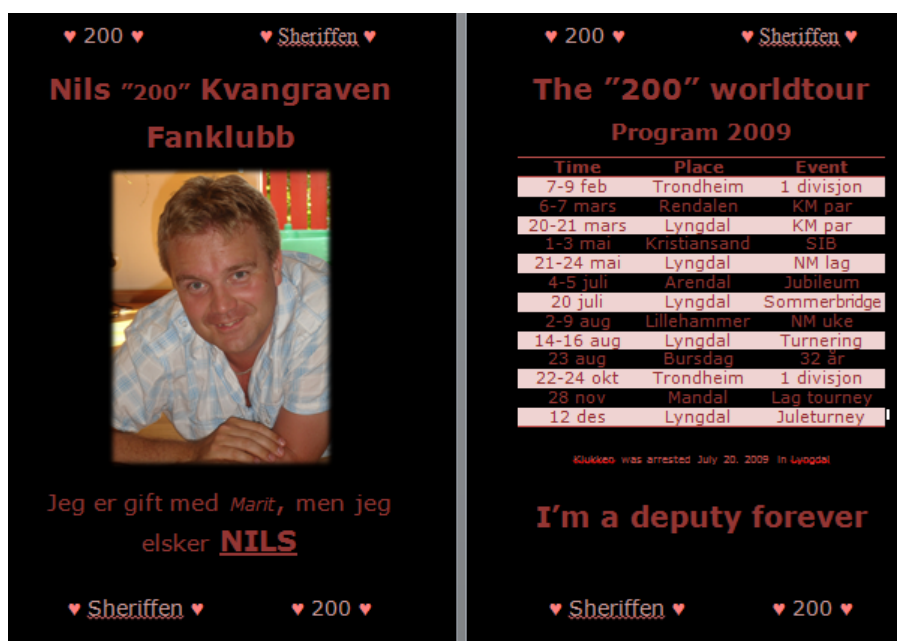 ♥ 200 ♥ ♥ Sheriffen ♥
Nils "200" Kvangraven
Fanklubb
Jeg er gift med Marit, men jeg
elsker NILS
♥ Sheriffen ♥ ♥ 200 ♥
♥ 200 ♥ ♥ Sheriffen ♥
The "200" worldtour
Program 2009
Time Place Event
7-9 feb Trondheim 1 divisjon
6-7 mars Rendalen KM par
20-21 mars Lyngdal KM par
1-3 mai Kristiansand SIB
21-24 mai Lyngdal NM lag
4-5 juli Arendal Jubileum
20 juli Lyngdal Sommerbridge
2-9 aug Lillehammer NM uke
14-16 aug Lyngdal Turnering
23 aug Bursdag 32 år
22-24 okt Trondheim 1 divisjon
28 nov Mandal Lag tourney
12 des Lyngdal Juleturney
Klukken was arrested July 20. 2009 in Lyngdal
I'm a deputy forever
♥ Sheriffen ♥ ♥ 200 ♥